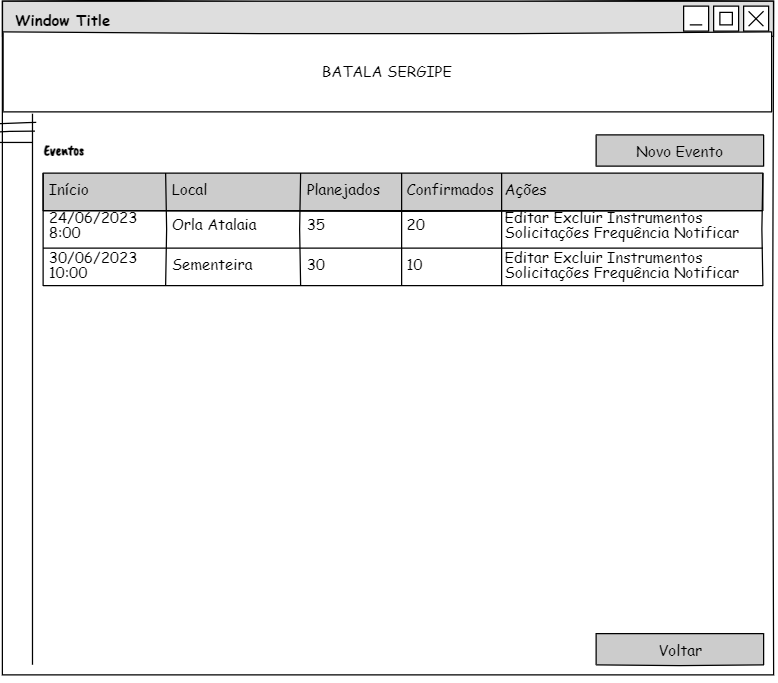 Window Title
BATALA SERGIPE
Eventos
Novo Evento
Início Local Planejados Confirmados Ações
24/06/2023
8:00
Orla Atalaia 35 20
Editar Excluir Instrumentos
Solicitações Frequência Notificar
30/06/2023
10:00
Sementeira 30 10
Editar Excluir Instrumentos
Solicitações Frequência Notificar
Voltar